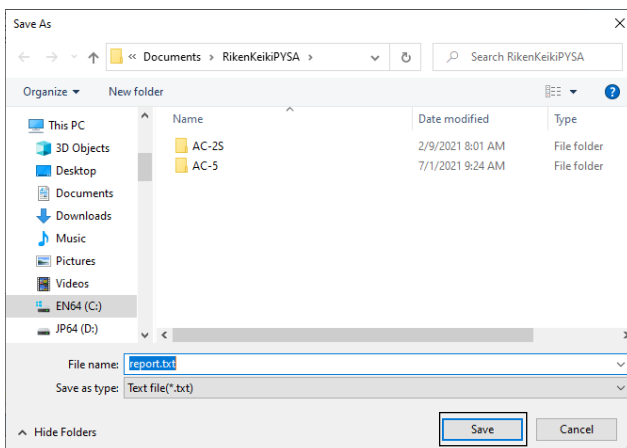 Save As
« Documents › RikenKeikiPYSA ›
Search RikenKeikiPYSA
Organize
New folder
This PC
3D Objects
Desktop
Documents
Downloads
Music
Pictures
Videos
EN64 (C:)
JP64 (D:)
Name Date modified Type
AC-2S 2/9/2021 8:01 AM File folder
AC-5 7/1/2021 9:24 AM File folder
File name: report.txt
Save as type: Text file(*.txt)
Hide Folders
Save
Cancel